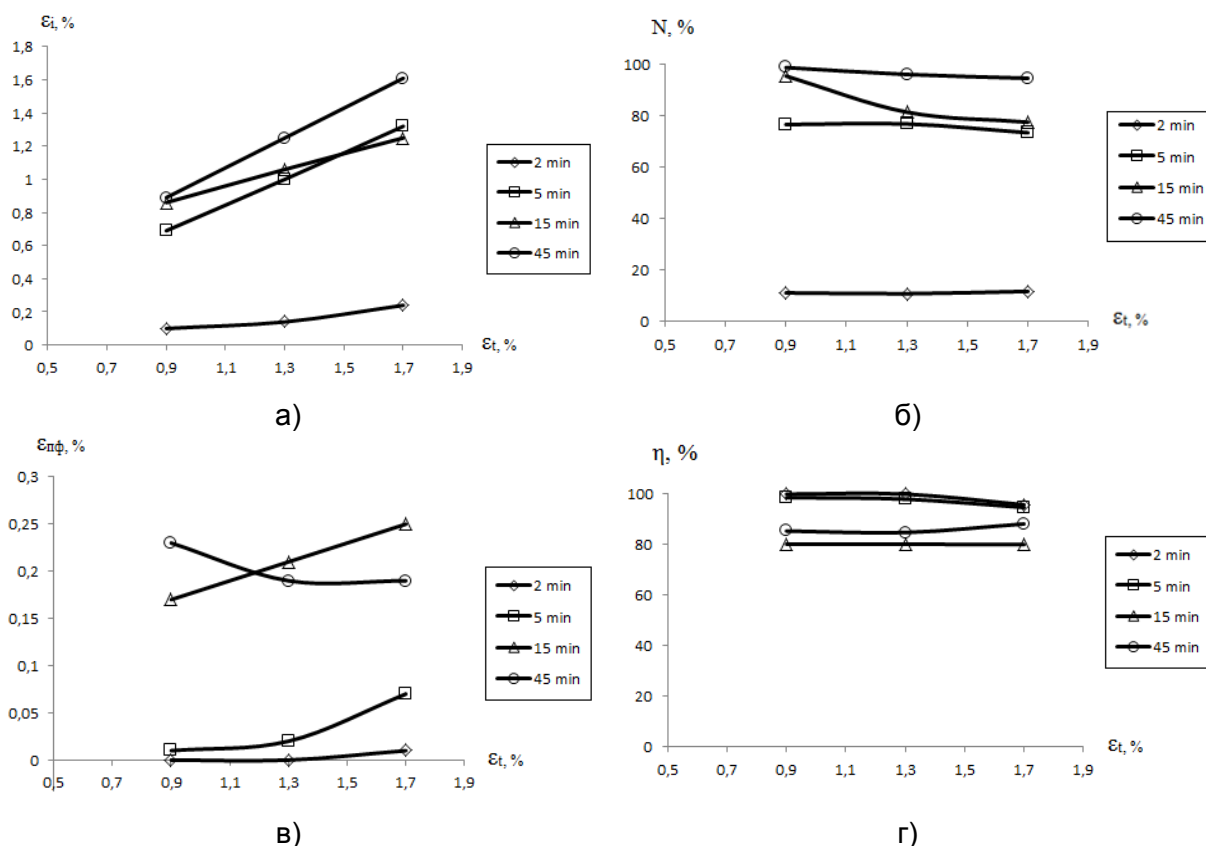 εi, %
1,8
1,6
1,4
1,2
1
0,8
0,6
0,4
0,2
0
0,5 0,7 0,9 1,1 1,3 1,5 1,7 1,9
εt, %
2 min
5 min
15 min
45 min
а)
N, %
100
80
60
40
20
0
0,5 0,7 0,9 1,1 1,3 1,5 1,7 1,9
εt, %
2 min
5 min
15 min
45 min
б)
εпф, %
0,3
0,25
0,2
0,15
0,1
0,05
0
0,5 0,7 0,9 1,1 1,3 1,5 1,7 1,9
εt, %
2 min
5 min
15 min
45 min
в)
η, %
100
80
60
40
20
0
0,5 0,7 0,9 1,1 1,3 1,5 1,7 1,9
εt, %
2 min
5 min
15 min
45 min
г)